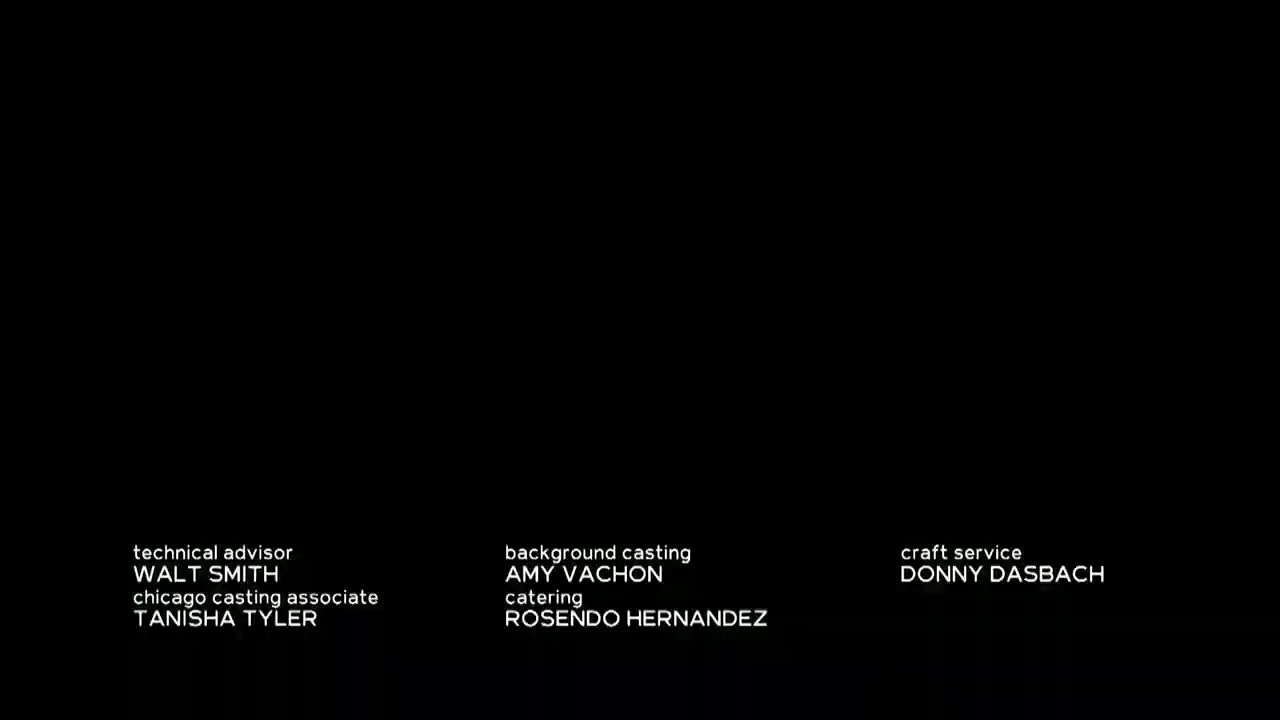 technical advisor
WALT SMITH
chicago casting associate
TANISHA TYLER
background casting
AMY VACHON
catering
ROSENDO HERNANDEZ
craft service
DONNY DASBACH